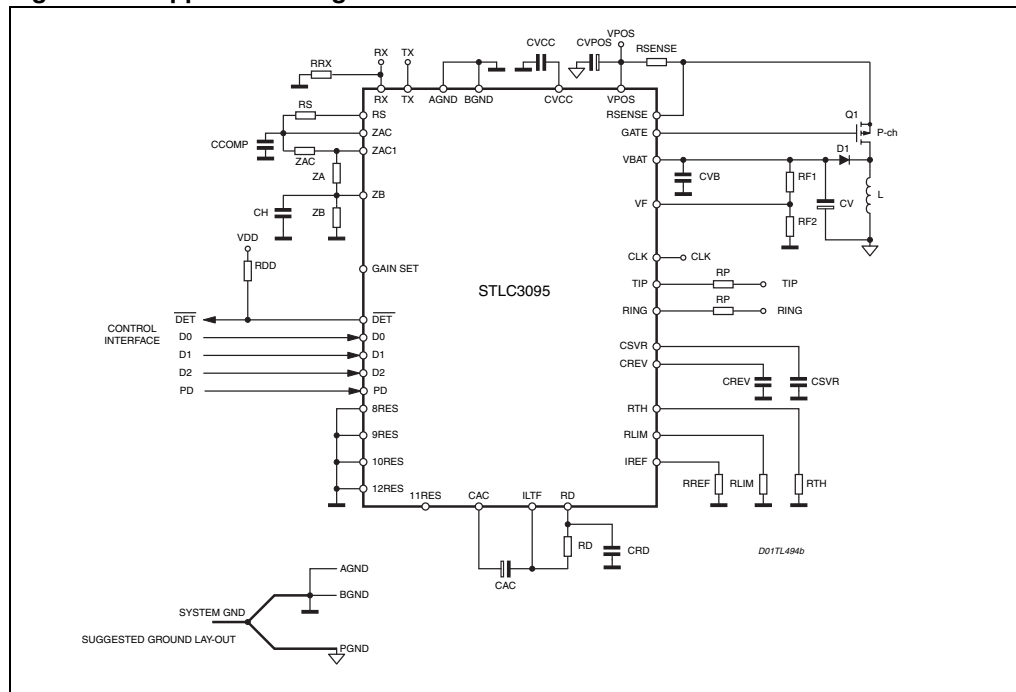 RX TX
RRX
CVCC
CVPOS
VPOS
RSENSE
RX TX AGND BGND CVCC VPOS
RS
RS
RSENSE
ZAC
GATE
Q1
P-ch
CCOMP
ZAC
ZAC1
VBAT
D1
ZA
CVB
RF1
CV
L
ZB
VF
CH
ZB
RF2
VDD
RDD
GAIN SET
CLK
CLK
STLC3095
TIP
RP
TIP
RING
RP
RING
CONTROL
INTERFACE
DET
DET
D0
D0
D1
D1
D2
D2
PD
PD
CSVR
CREV
CREV
CSVR
8RES
RTH
9RES
RLIM
10RES
IREF
12RES
RREF
RLIM
RTH
11RES CAC ILTF RD
RD
CRD
CAC
D01TL494b
AGND
BGND
SYSTEM GND
SUGGESTED GROUND LAY-OUT
PGND